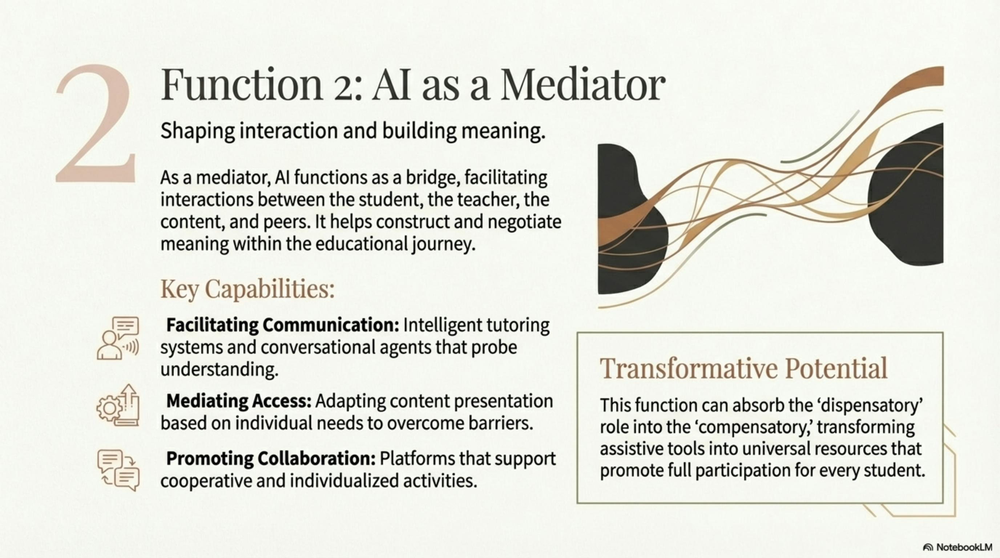 2
Function 2: AI as a Mediator
Shaping interaction and building meaning.
As a mediator, AI functions as a bridge, facilitating
interactions between the student, the teacher, the
content, and peers. It helps construct and negotiate
meaning within the educational journey.
Key Capabilities:
Facilitating Communication: Intelligent tutoring
systems and conversational agents that probe
understanding.
Mediating Access: Adapting content presentation
based on individual needs to overcome barriers.
Promoting Collaboration: Platforms that support
cooperative and individualized activities.
Transformative Potential
This function can absorb the ‘dispensatory’
role into the ‘compensatory,’ transforming
assistive tools into universal resources that
promote full participation for every student.
NotebookLM